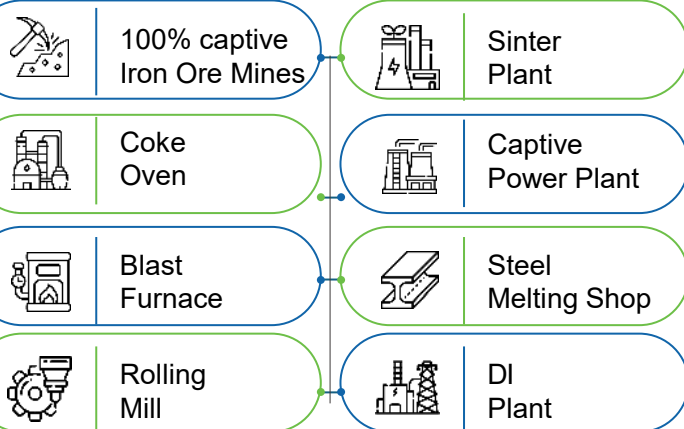 100% captive
Iron Ore Mines
Sinter
Plant
Coke
Oven
Captive
Power Plant
Blast
Furnace
Steel
Melting Shop
Rolling
Mill
DI
Plant